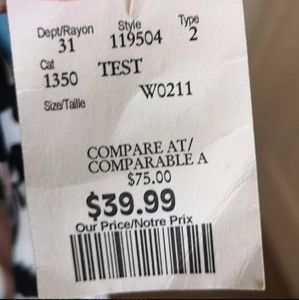 Dept/Rayon Style Type
31 119504 2
Cat
1350 TEST
W0211
Size/Taille
COMPARE AT/
COMPARABLE A
$75.00
$39.99
Our Price/Notre Prix